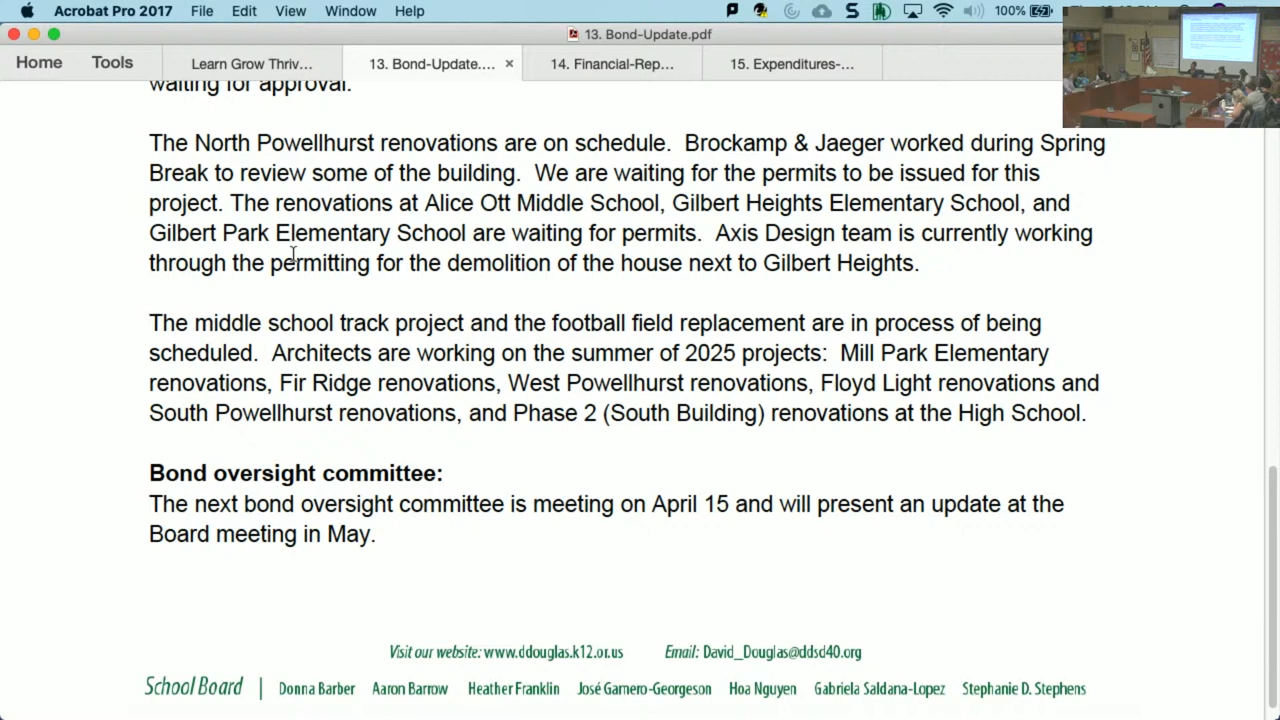 Acrobat Pro 2017 File Edit View Window Help
100%
13. Bond-Update.pdf
Home Tools Learn Grow Thriv... 13. Bond-Update.... × 14. Financial-Rep... 15. Expenditures-...
waiting for approval.
The North Powellhurst renovations are on schedule. Brockamp & Jaeger worked during Spring
Break to review some of the building. We are waiting for the permits to be issued for this
project. The renovations at Alice Ott Middle School, Gilbert Heights Elementary School, and
Gilbert Park Elementary School are waiting for permits. Axis Design team is currently working
through the permitting for the demolition of the house next to Gilbert Heights.
The middle school track project and the football field replacement are in process of being
scheduled. Architects are working on the summer of 2025 projects: Mill Park Elementary
renovations, Fir Ridge renovations, West Powellhurst renovations, Floyd Light renovations and
South Powellhurst renovations, and Phase 2 (South Building) renovations at the High School.
Bond oversight committee:
The next bond oversight committee is meeting on April 15 and will present an update at the
Board meeting in May.
Visit our website: www.ddouglas.k12.or.us Email: David_Douglas@ddsd40.org
School Board | Donna Barber Aaron Barrow Heather Franklin José Gamero-Georgeson Hoa Nguyen Gabriela Saldana-Lopez Stephanie D. Stephens